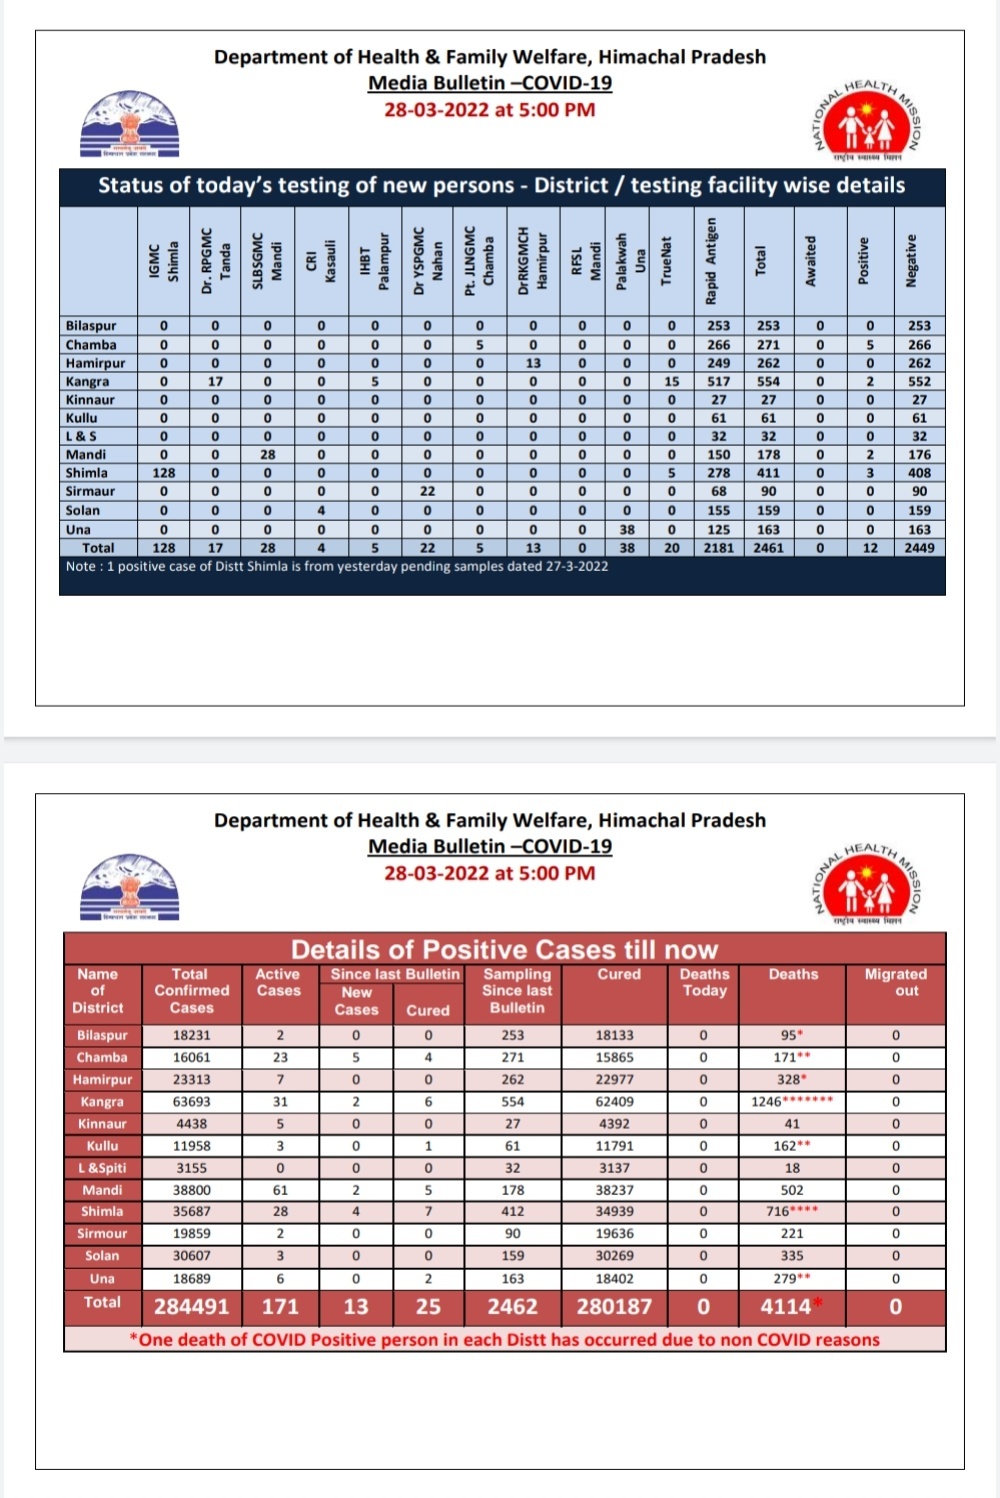 Department of Health & Family Welfare, Himachal Pradesh
Media Bulletin –COVID-19
28-03-2022 at 5:00 PM
NATIONAL HEALTH MISSION
राष्ट्रीय स्वास्थ्य मिशन
Status of today's testing of new persons - District / testing facility wise details
IGMC Shimla Dr. RPGMC Tanda SLBSGMC Mandi CRI Kasauli IHBT Palampur Dr YSPGMC Nahan Pt. JLNGMC Chamba DrRKGMCH Hamirpur RFSL Mandi Palakwah Una TrueNat Rapid Antigen Total Awaited Positive Negative
Bilaspur 0 0 0 0 0 0 0 0 0 0 0 253 253 0 0 253
Chamba 0 0 0 0 0 0 5 0 0 0 0 266 271 0 5 266
Hamirpur 0 0 0 0 0 0 0 13 0 0 0 249 262 0 0 262
Kangra 0 17 0 0 5 0 0 0 0 0 15 517 554 0 2 552
Kinnaur 0 0 0 0 0 0 0 0 0 0 0 27 27 0 0 27
Kullu 0 0 0 0 0 0 0 0 0 0 0 61 61 0 0 61
L & S 0 0 0 0 0 0 0 0 0 0 0 32 32 0 0 32
Mandi 0 0 28 0 0 0 0 0 0 0 0 150 178 0 2 176
Shimla 128 0 0 0 0 0 0 0 0 0 5 278 411 0 3 408
Sirmaur 0 0 0 0 0 22 0 0 0 0 0 68 90 0 0 90
Solan 0 0 0 4 0 0 0 0 0 0 0 155 159 0 0 159
Una 0 0 0 0 0 0 0 0 0 38 0 125 163 0 0 163
Total 128 17 28 4 5 22 5 13 0 38 20 2181 2461 0 12 2449
Note : 1 positive case of Distt Shimla is from yesterday pending samples dated 27-3-2022
Department of Health & Family Welfare, Himachal Pradesh
Media Bulletin –COVID-19
28-03-2022 at 5:00 PM
NATIONAL HEALTH MISSION
राष्ट्रीय स्वास्थ्य मिशन
Details of Positive Cases till now
Name of District Total Confirmed Cases Active Cases Since last Bulletin New Cases Cured Sampling Since last Bulletin Cured Deaths Today Deaths Migrated out
Bilaspur 18231 2 0 0 253 18133 0 95* 0
Chamba 16061 23 5 4 271 15865 0 171** 0
Hamirpur 23313 7 0 0 262 22977 0 328* 0
Kangra 63693 31 2 6 554 62409 0 1246******* 0
Kinnaur 4438 5 0 0 27 4392 0 41 0
Kullu 11958 3 0 1 61 11791 0 162** 0
L &Spiti 3155 0 0 0 32 3137 0 18 0
Mandi 38800 61 2 5 178 38237 0 502 0
Shimla 35687 28 4 7 412 34939 0 716**** 0
Sirmour 19859 2 0 0 90 19636 0 221 0
Solan 30607 3 0 0 159 30269 0 335 0
Una 18689 6 0 2 163 18402 0 279** 0
Total 284491 171 13 25 2462 280187 0 4114* 0
*One death of COVID Positive person in each Distt has occurred due to non COVID reasons